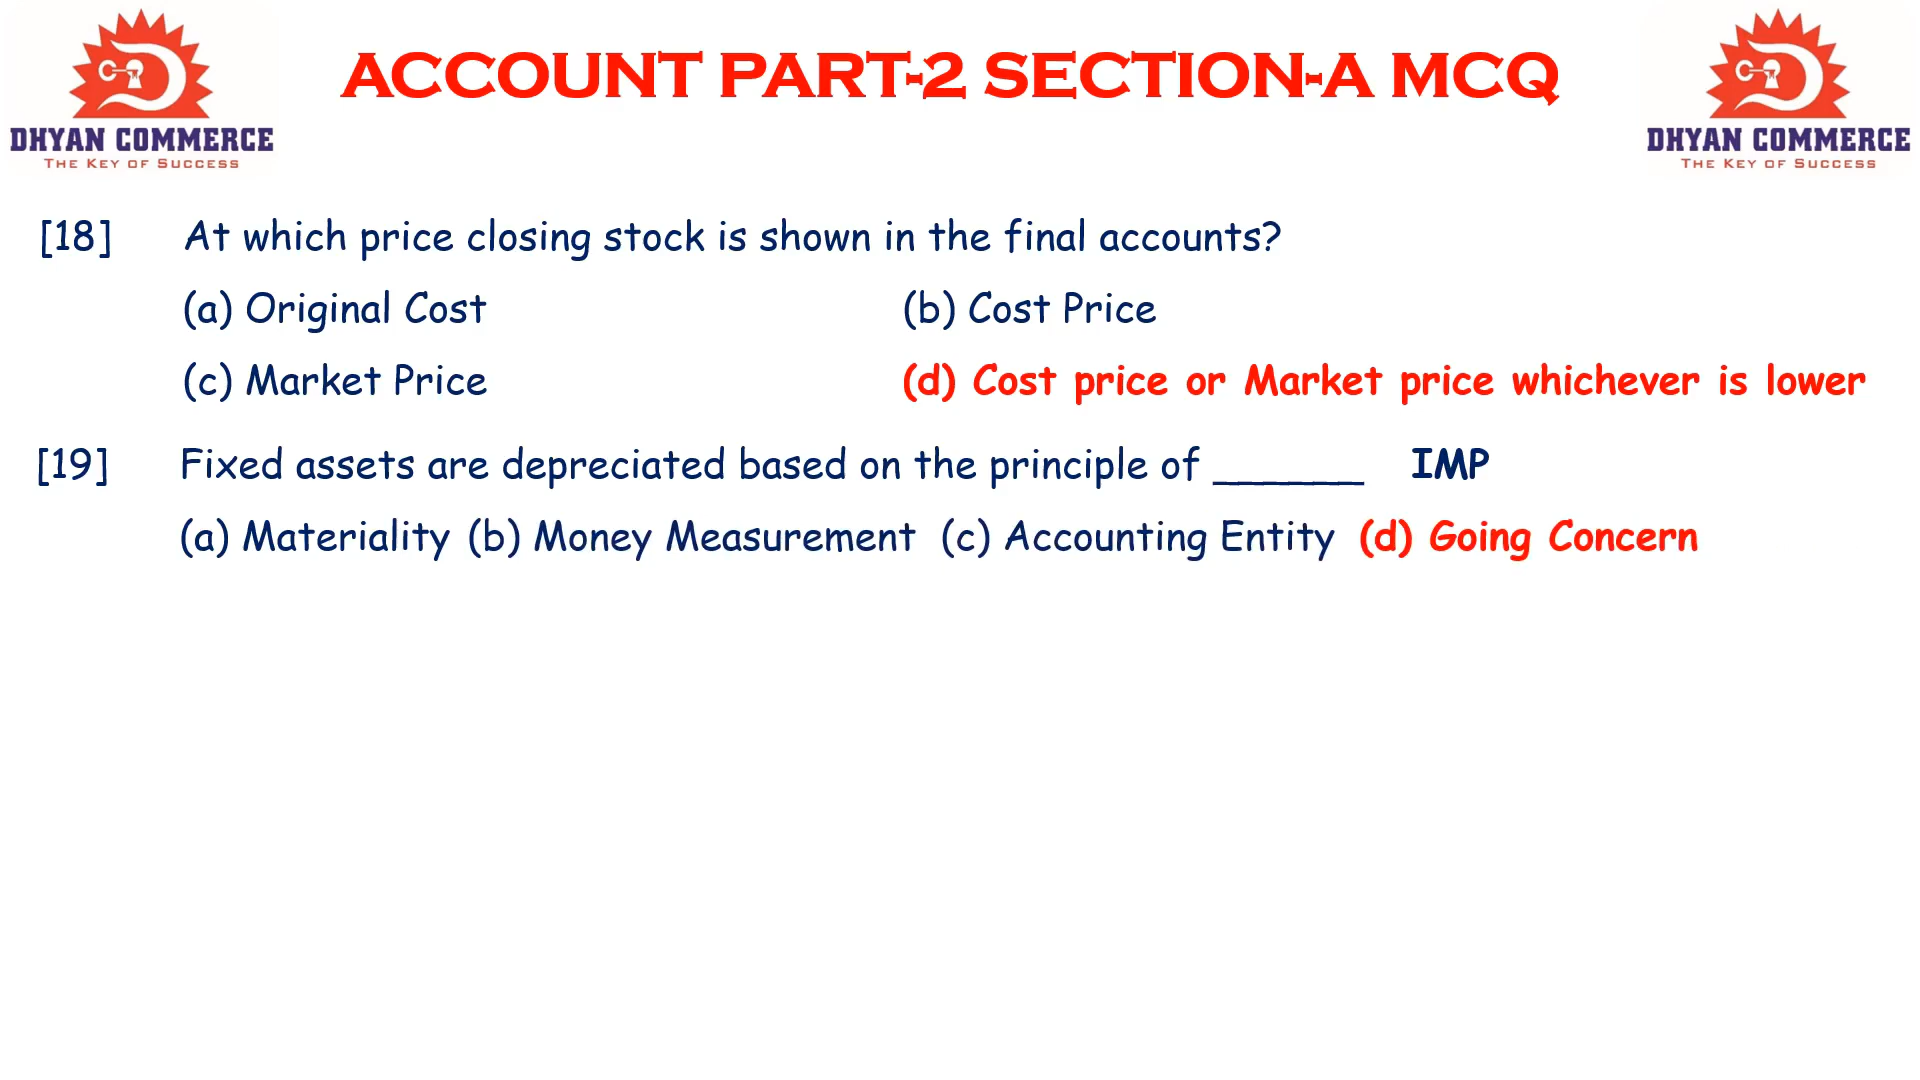 ACCOUNT PART-2 SECTION-A MCQ
DHYAN COMMERCE
THE KEY OF SUCCESS
DHYAN COMMERCE
THE KEY OF SUCCESS
[18] At which price closing stock is shown in the final accounts?
(a) Original Cost (b) Cost Price
(c) Market Price (d) Cost price or Market price whichever is lower
[19] Fixed assets are depreciated based on the principle of ______ IMP
(a) Materiality (b) Money Measurement (c) Accounting Entity (d) Going Concern